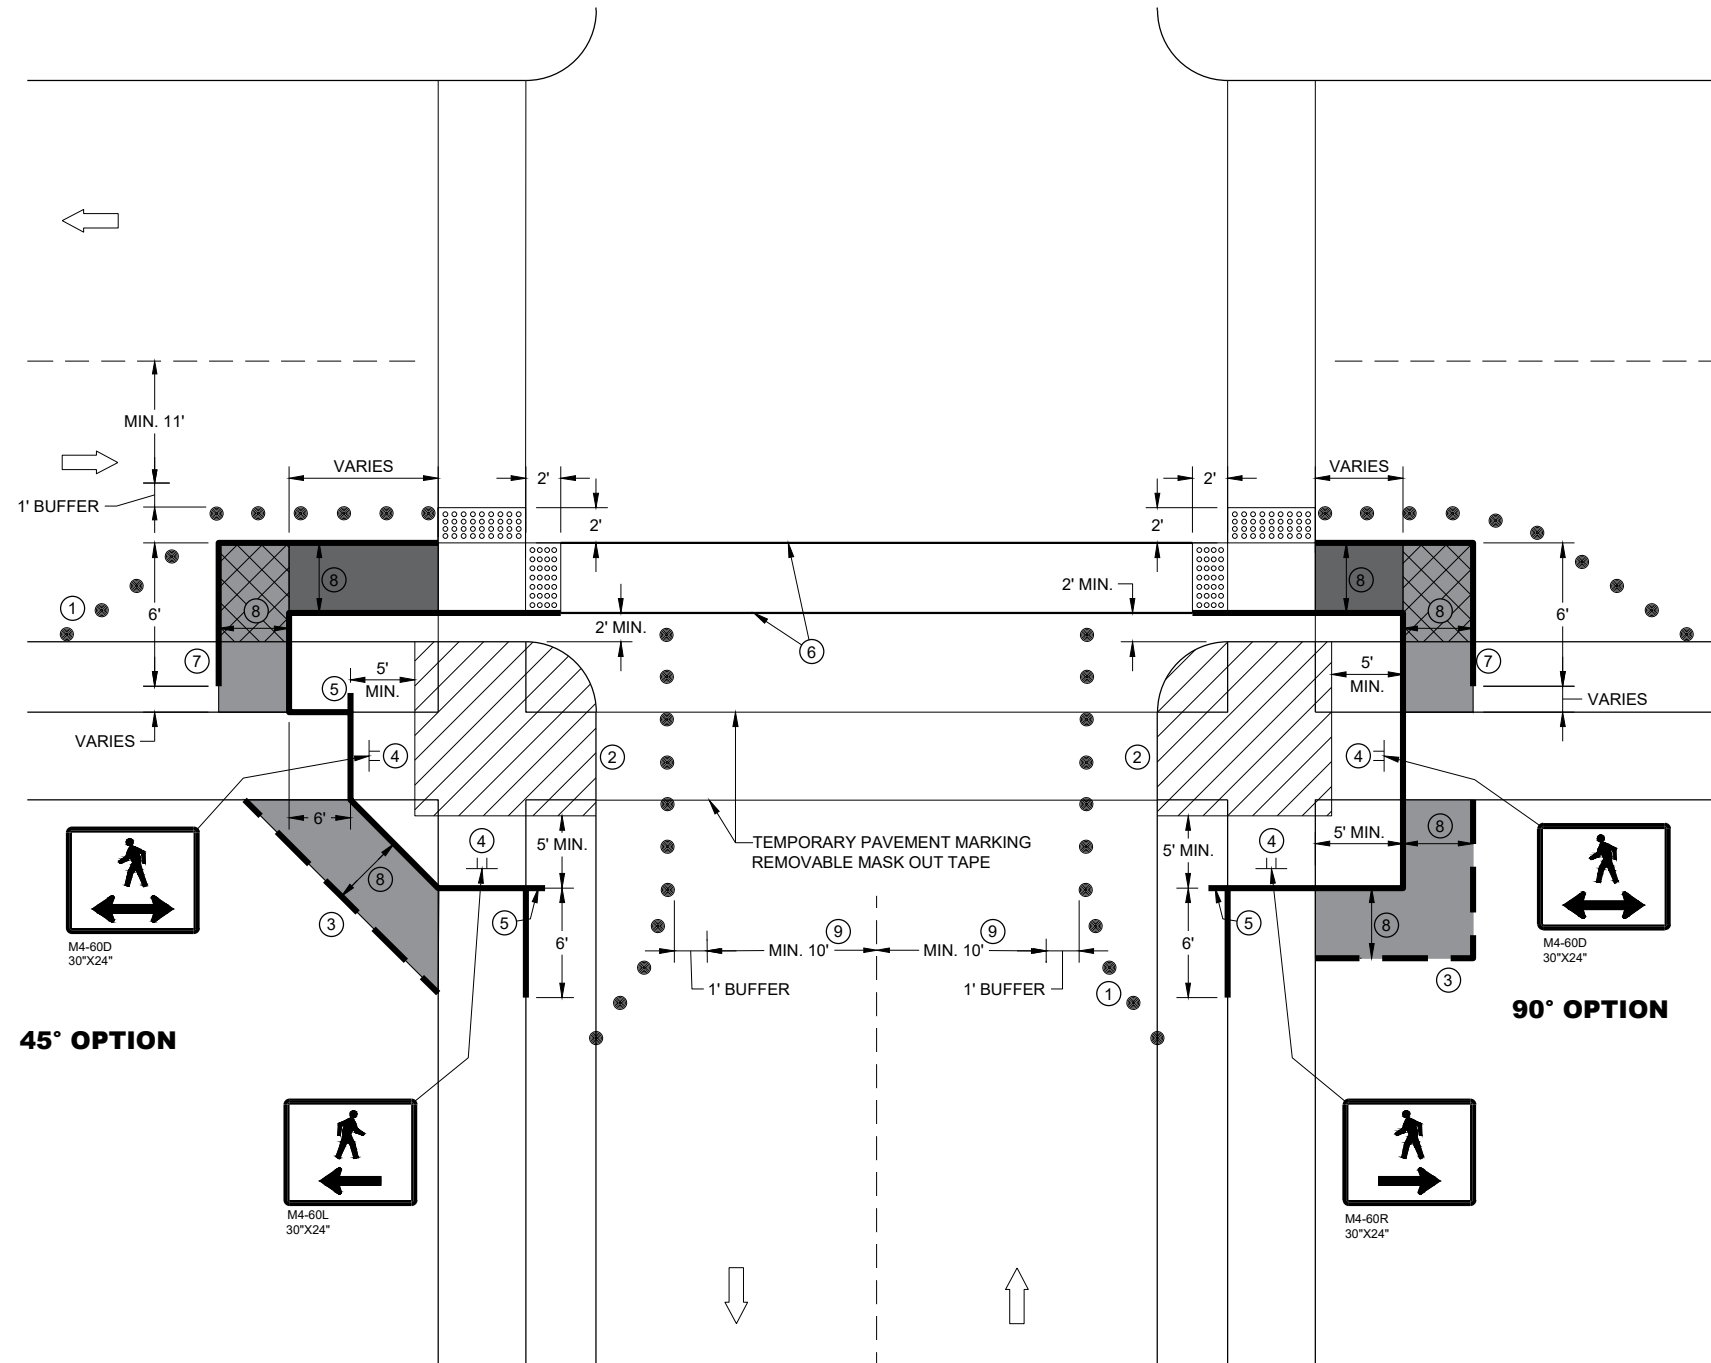 MIN. 11'
1' BUFFER
VARIES
2'
2'
8
8
6'
1
7
5
5'
MIN.
2' MIN.
VARIES
4
2
6'
6
TEMPORARY PAVEMENT MARKING
REMOVABLE MASK OUT TAPE
M4-60D
30"X24"
8
3
4
5' MIN.
5
6'
45° OPTION
M4-60L
30"X24"
1' BUFFER
MIN. 10'
9
MIN. 10'
9
1' BUFFER
1
2'
2'
VARIES
2' MIN.
8
8
6'
7
5'
MIN.
VARIES
2
4
5' MIN.
4
5' MIN.
8
8
5
6'
3
M4-60D
30"X24"
90° OPTION
M4-60R
30"X24"